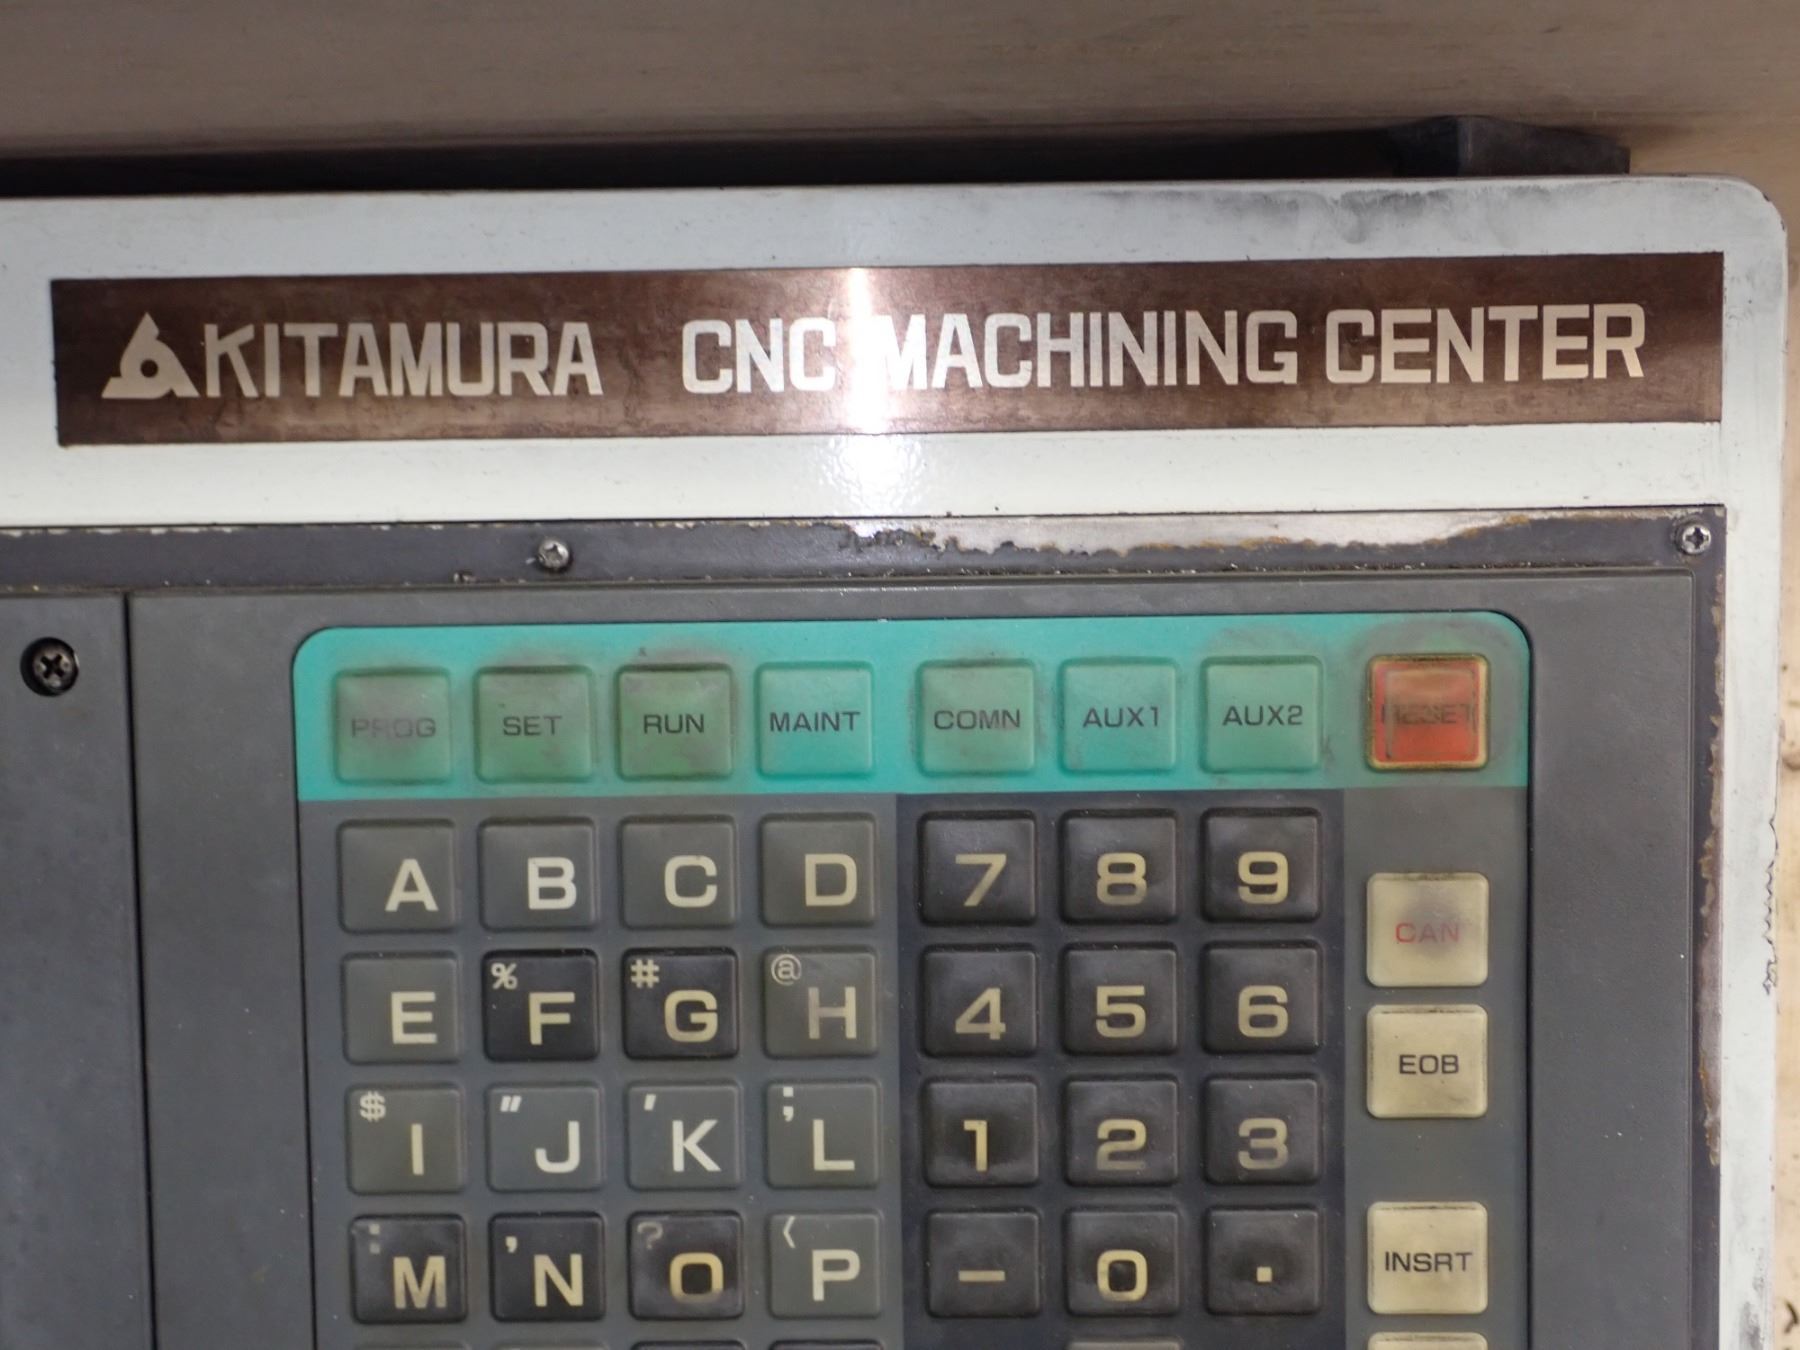 KITAMURA CNC MACHINING CENTER
PROG SET RUN MAINT COMN AUX1 AUX2 RESET
A B C D 7 8 9
CAN
% F # G @ H
E 4 5 6
EOB
$ I " J ' K ; L 1 2 3
: M , N ? O < P - 0 .
INSRT